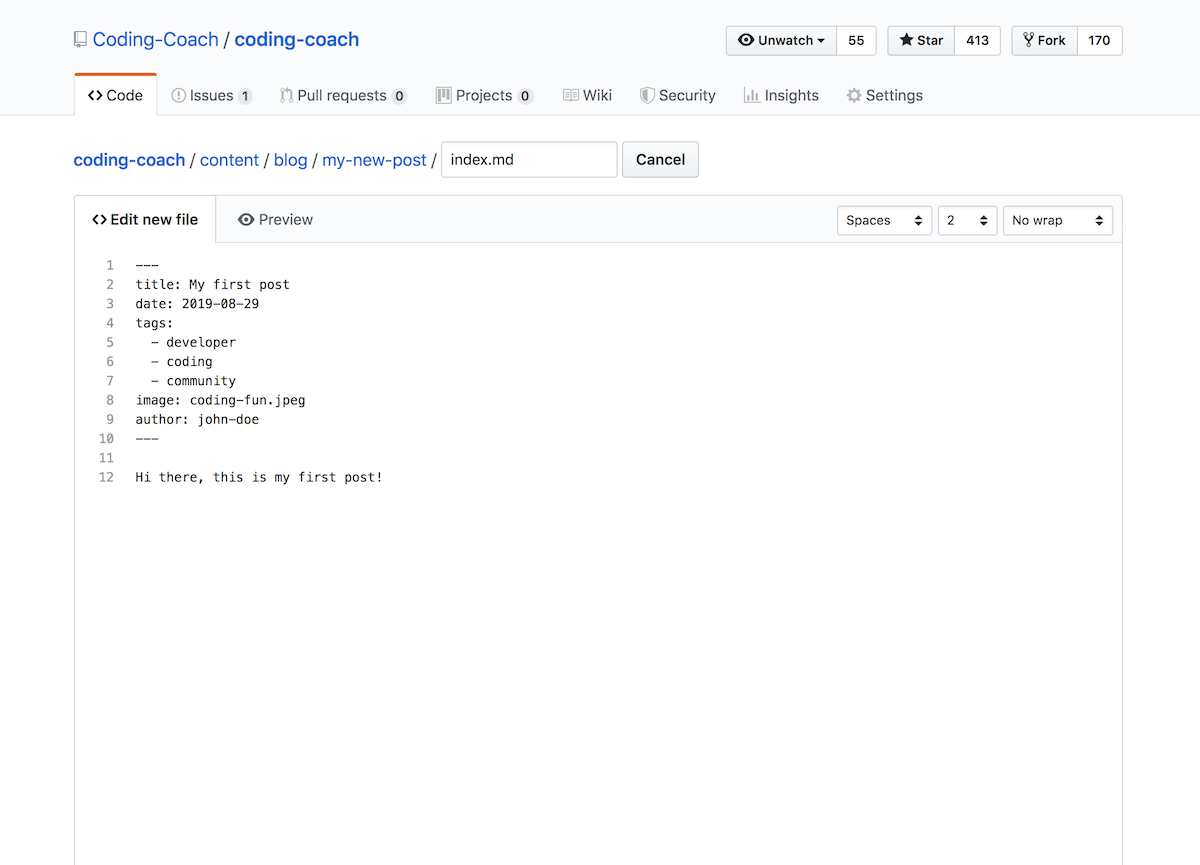 Coding-Coach / coding-coach
Unwatch 55 Star 413 Fork 170
Code Issues 1 Pull requests 0 Projects 0 Wiki Security Insights Settings
coding-coach / content / blog / my-new-post / index.md Cancel
Edit new file Preview Spaces 2 No wrap
1 ---
2 title: My first post
3 date: 2019-08-29
4 tags:
5   - developer
6   - coding
7   - community
8 image: coding-fun.jpeg
9 author: john-doe
10 ---
11
12 Hi there, this is my first post!